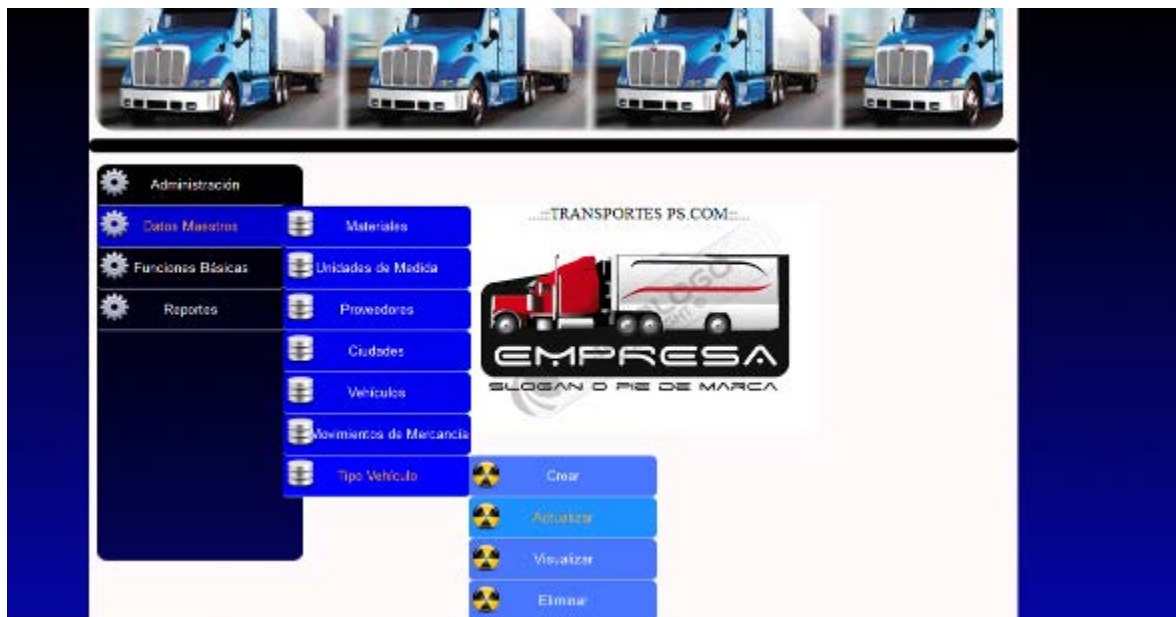 Administración
Datos Maestros
Funciones Básicas
Reportes
Materiales
Unidades de Medida
Proveedores
Ciudades
Vehículos
Movimientos de Mercancía
Tipo Vehículo
Crear
Actualizar
Visualizar
Eliminar
...::TRANSPORTES PS.COM::...
EMPRESA
SLOGAN O PIE DE MARCA